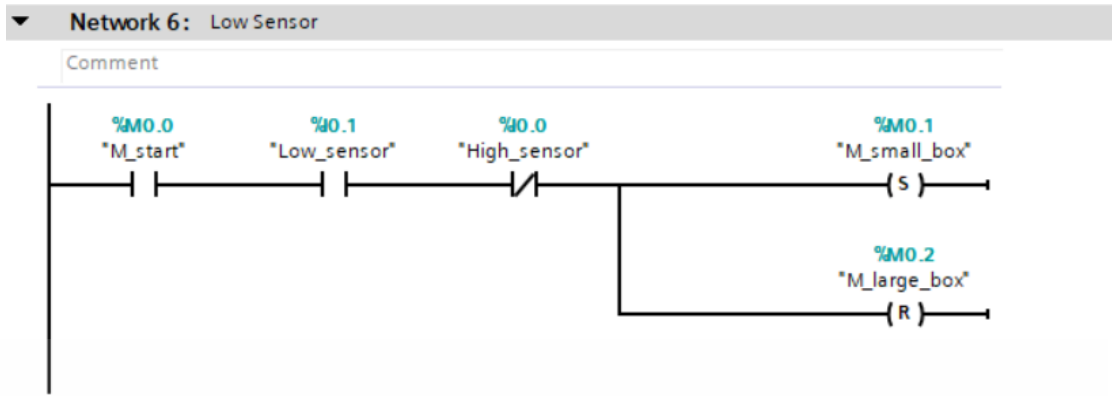 Network 6: Low Sensor
Comment
%M0.0 %I0.1 %I0.0 %M0.1
"M_start" "Low_sensor" "High_sensor" "M_small_box"
S
%M0.2
"M_large_box"
R